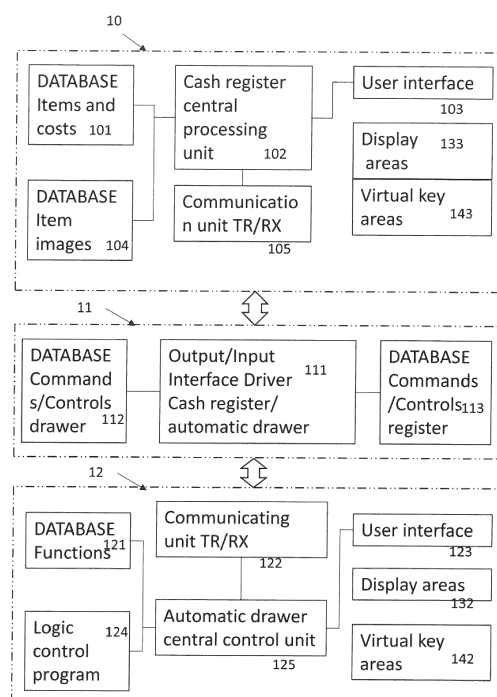 10
DATABASE
Items and
costs 101
Cash register
central
processing
unit 102
User interface
103
Display 133
areas
Virtual key
areas 143
DATABASE
Item
images 104
Communicatio
n unit TR/RX
105
11
DATABASE
Command
s/Controls
drawer 112
Output/Input
Interface Driver 111
Cash register/
automatic drawer
DATABASE
Commands
/Controls 113
register
12
DATABASE
Functions 121
Communicating
unit TR/RX
122
User interface
123
Display areas
132
Logic 124
control
program
Automatic drawer
central control unit
125
Virtual key
areas 142